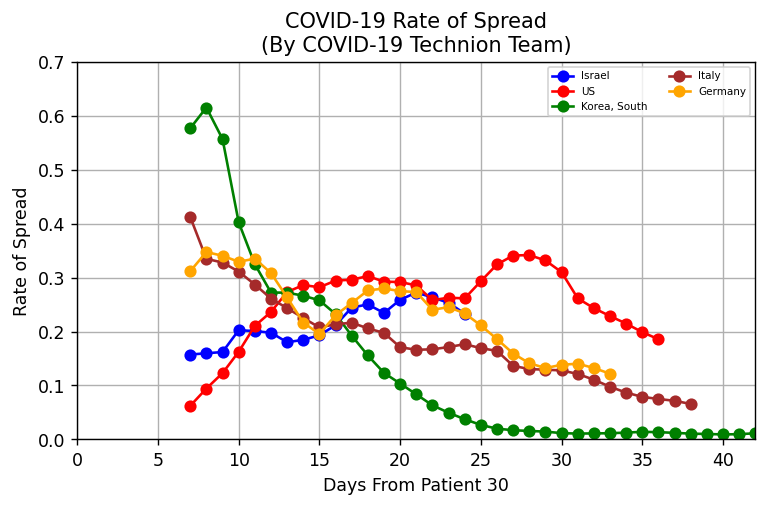 COVID-19 Rate of Spread
(By COVID-19 Technion Team)
Israel
US
Korea, South
Italy
Germany
Rate of Spread
0.7
0.6
0.5
0.4
0.3
0.2
0.1
0.0
0 5 10 15 20 25 30 35 40
Days From Patient 30